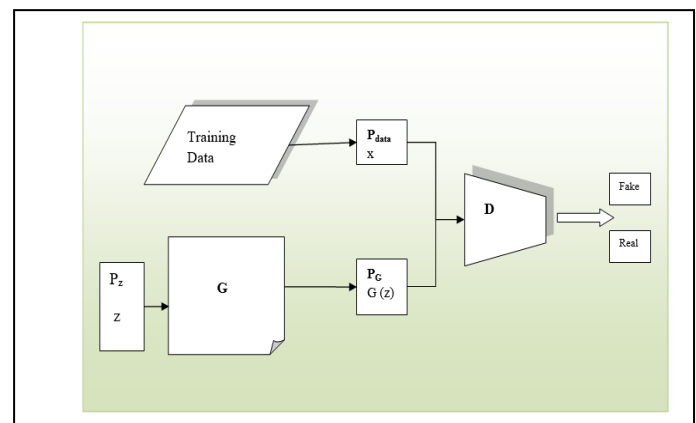 Training
Data
P_data
x
D
Fake
Real
P_z
z
G
P_G
G (z)